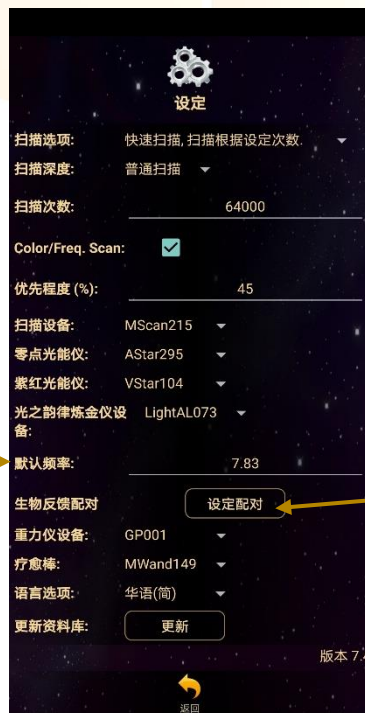 设定
扫描选项: 快速扫描, 扫描根据设定次数.
扫描深度: 普通扫描
扫描次数: 64000
Color/Freq. Scan:
优先程度 (%): 45
扫描设备: MScan215
零点光能仪: AStar295
紫红光能仪: VStar104
光之韵律炼金仪设 LightAL073
备:
默认频率: 7.83
生物反馈配对 设定配对
重力仪设备: GP001
疗愈棒: MWand149
语言选项: 华语(简)
更新资料库: 更新
版本 7.4
返回